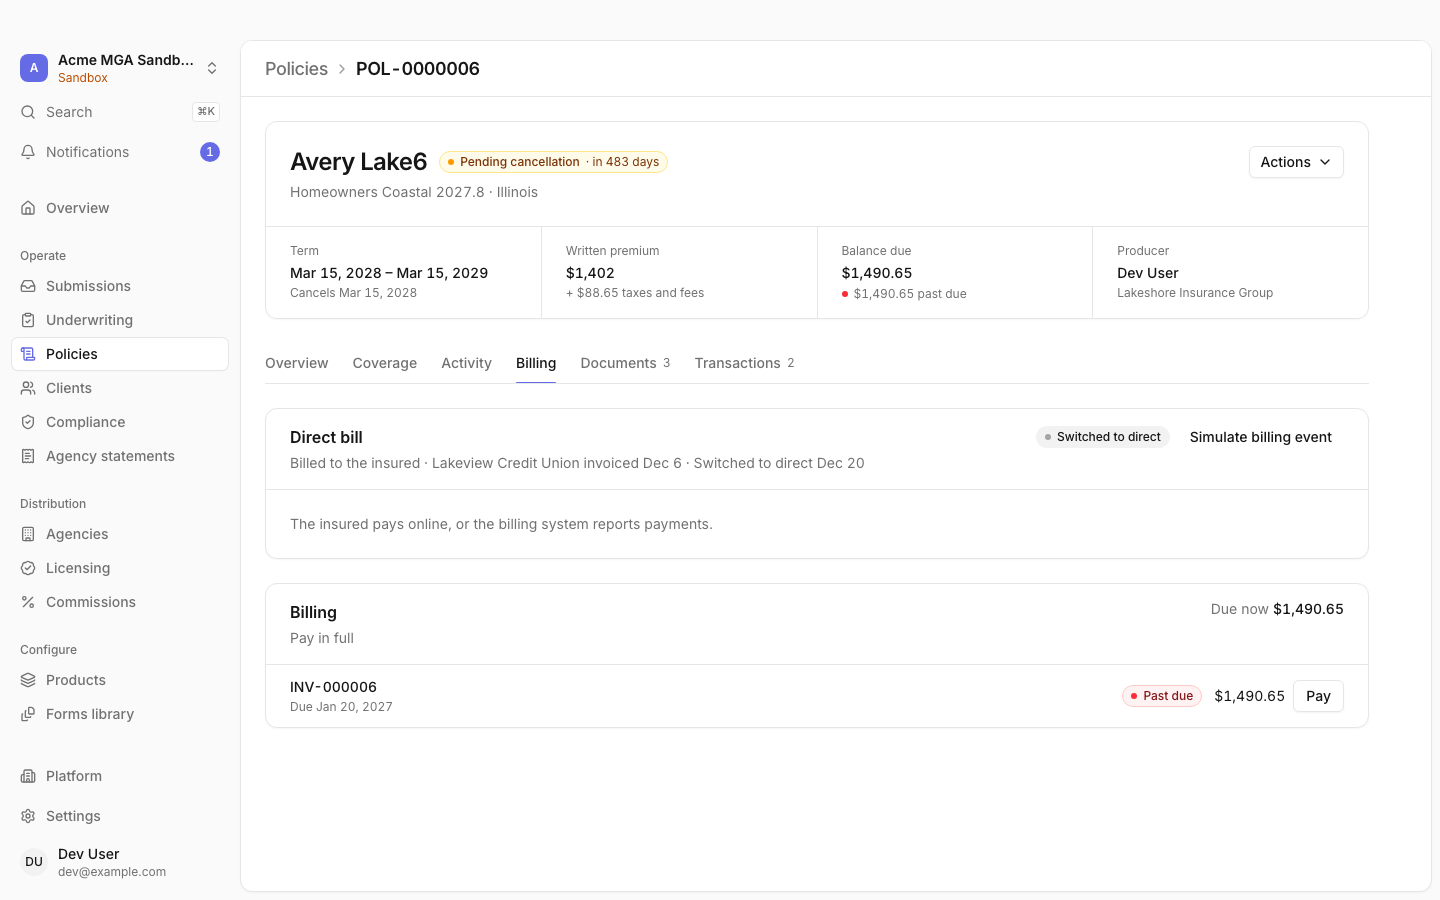 A
Acme MGA Sandb...
Sandbox
Search
⌘K
Notifications
1
Overview
Operate
Submissions
Underwriting
Policies
Clients
Compliance
Agency statements
Distribution
Agencies
Licensing
Commissions
Configure
Products
Forms library
Platform
Settings
DU
Dev User
dev@example.com
Policies > POL-0000006
Avery Lake6
Pending cancellation · in 483 days
Actions
Homeowners Coastal 2027.8 · Illinois
Term
Mar 15, 2028 – Mar 15, 2029
Cancels Mar 15, 2028
Written premium
$1,402
+ $88.65 taxes and fees
Balance due
$1,490.65
$1,490.65 past due
Producer
Dev User
Lakeshore Insurance Group
Overview Coverage Activity Billing Documents 3 Transactions 2
Direct bill
Switched to direct
Simulate billing event
Billed to the insured · Lakeview Credit Union invoiced Dec 6 · Switched to direct Dec 20
The insured pays online, or the billing system reports payments.
Billing
Due now $1,490.65
Pay in full
INV-000006
Due Jan 20, 2027
Past due
$1,490.65
Pay